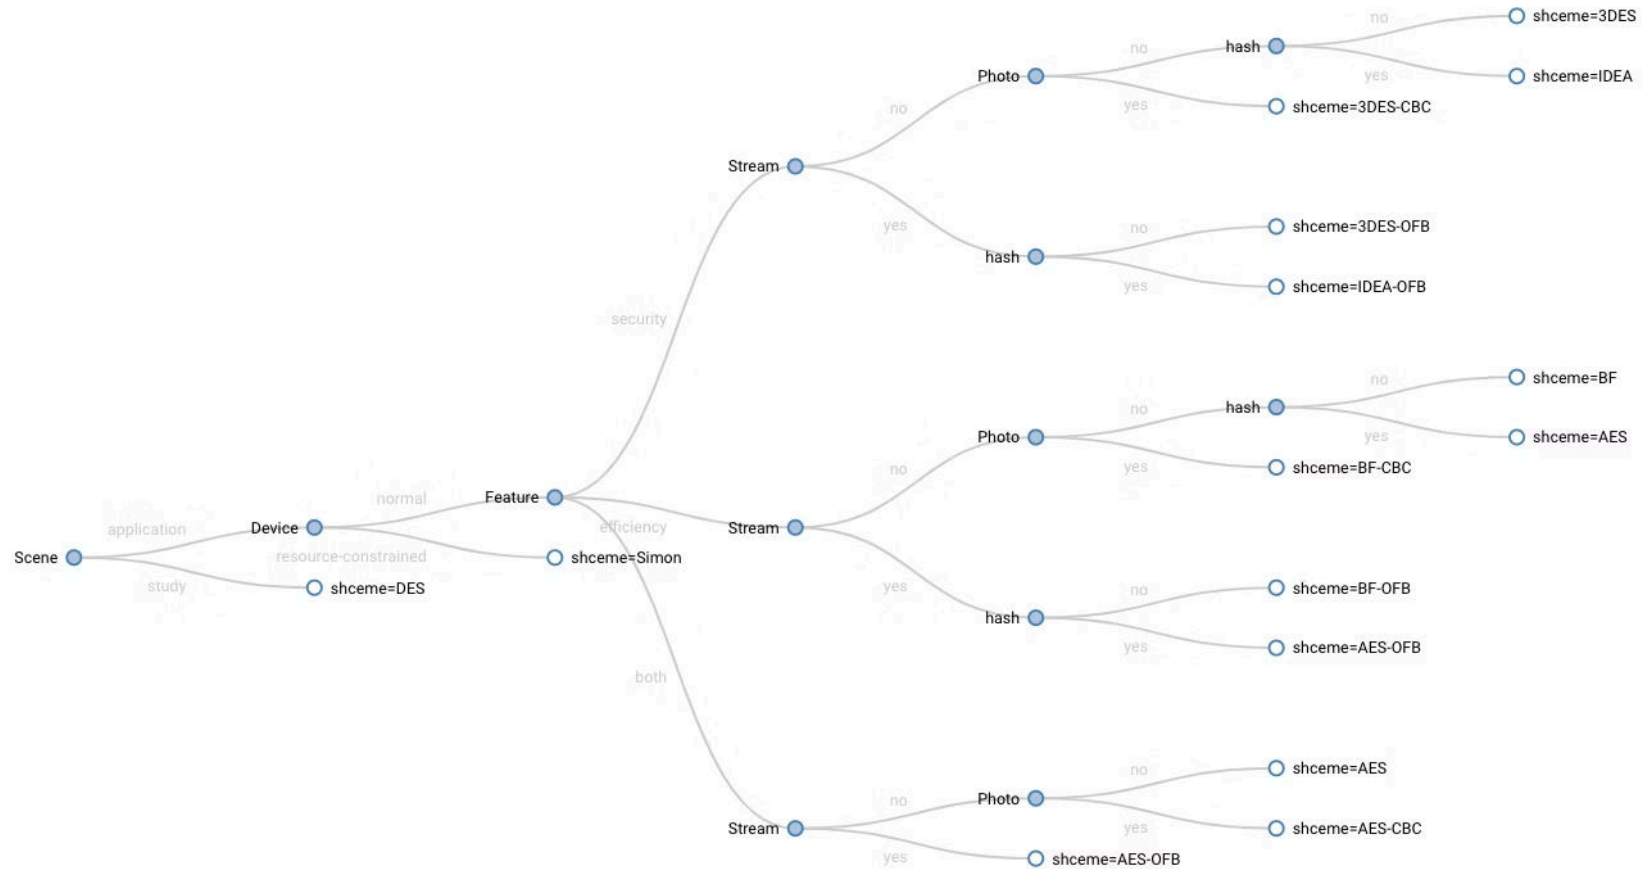 no
shceme=3DES
hash
no
Photo
yes
shceme=IDEA
yes
shceme=3DES-CBC
no
Stream
yes
no
shceme=3DES-OFB
hash
yes
shceme=IDEA-OFB
security
no
shceme=BF
hash
no
Photo
yes
shceme=AES
yes
shceme=BF-CBC
no
normal
Feature
efficiency
Stream
application
Device
resource-constrained
shceme=Simon
Scene
study
shceme=DES
yes
no
shceme=BF-OFB
hash
yes
shceme=AES-OFB
both
no
shceme=AES
no
Photo
yes
shceme=AES-CBC
Stream
yes
shceme=AES-OFB